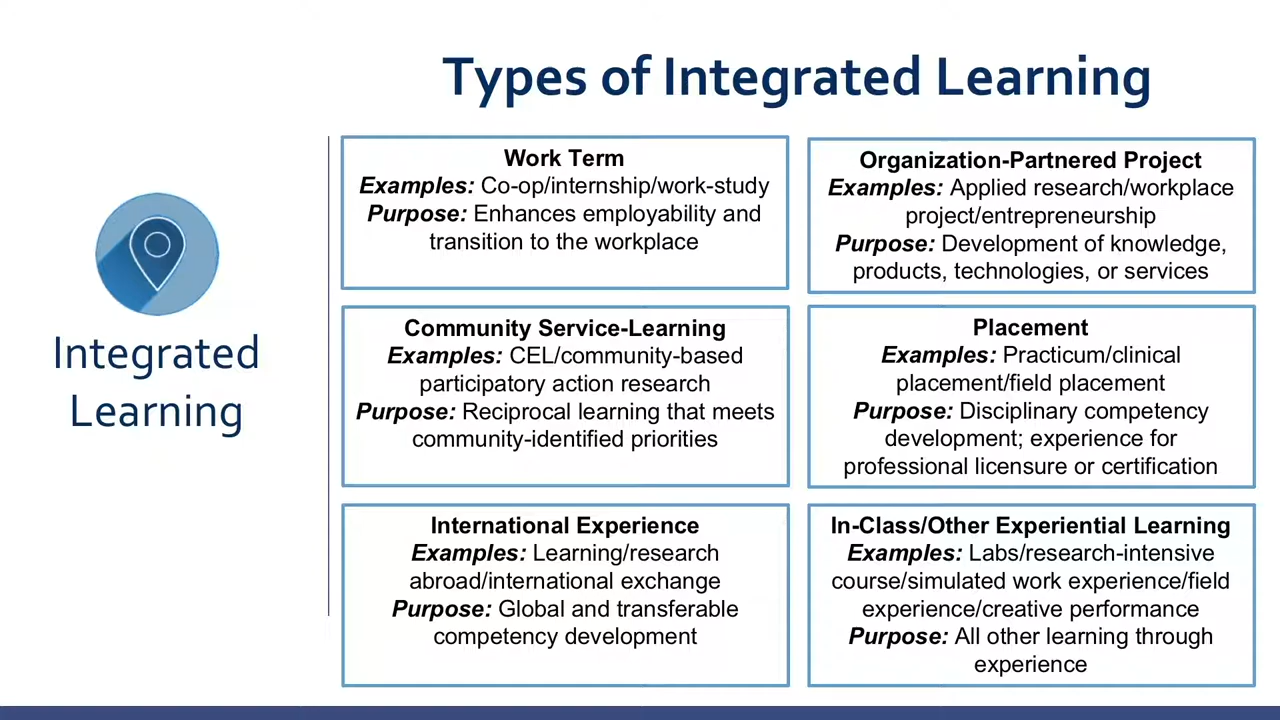 Types of Integrated Learning
Integrated
Learning
Work Term
Examples: Co-op/internship/work-study
Purpose: Enhances employability and
transition to the workplace
Organization-Partnered Project
Examples: Applied research/workplace
project/entrepreneurship
Purpose: Development of knowledge,
products, technologies, or services
Community Service-Learning
Examples: CEL/community-based
participatory action research
Purpose: Reciprocal learning that meets
community-identified priorities
Placement
Examples: Practicum/clinical
placement/field placement
Purpose: Disciplinary competency
development; experience for
professional licensure or certification
International Experience
Examples: Learning/research
abroad/international exchange
Purpose: Global and transferable
competency development
In-Class/Other Experiential Learning
Examples: Labs/research-intensive
course/simulated work experience/field
experience/creative performance
Purpose: All other learning through
experience